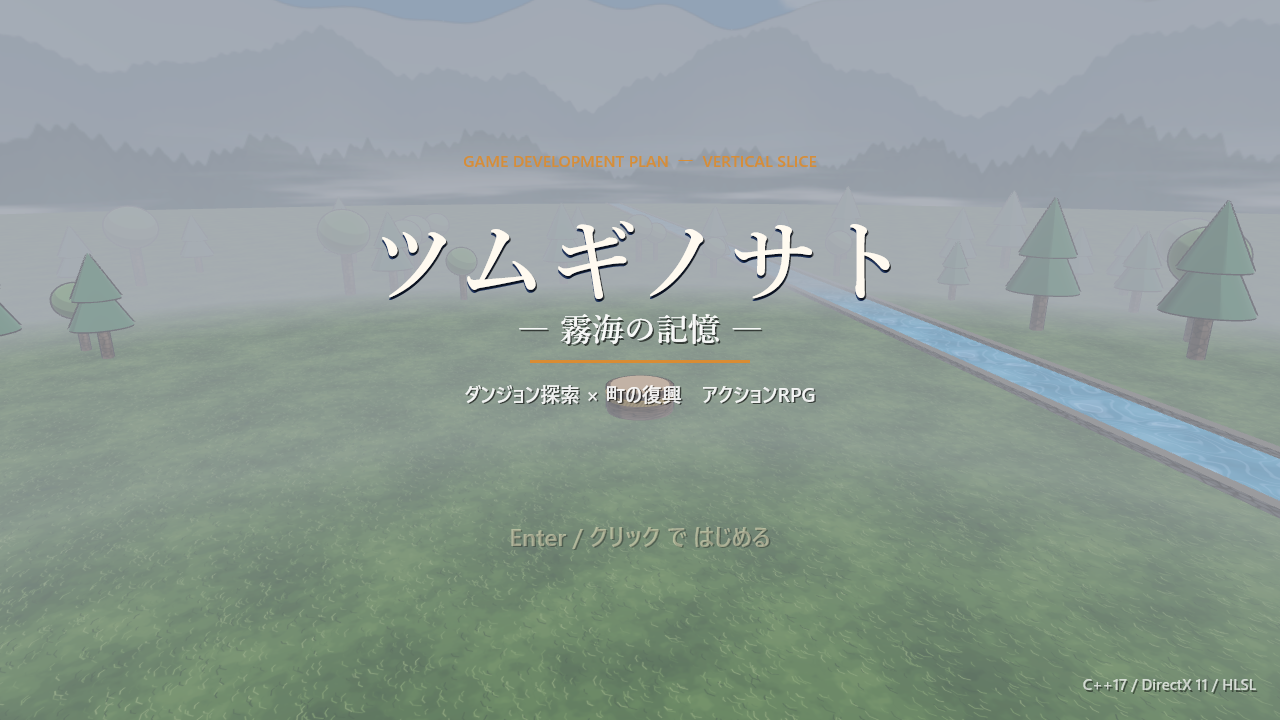 GAME DEVELOPMENT PLAN — VERTICAL SLICE
ツムギノサト
— 霧海の記憶 —
ダンジョン探索 × 町の復興　アクションRPG
Enter / クリック で はじめる
C++17 / DirectX 11 / HLSL